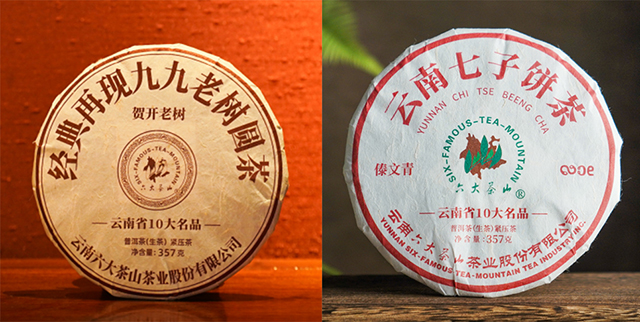 经典再现九九老树圆茶
贺开老树
SIX-FAMOUS-TEA-MOUNTAIN
六大茶山
云南省10大名品
普洱茶(生茶) 紧压茶
净含量:357克
云南六大茶山茶业股份有限公司
云南七子饼茶
YUNNAN CHI TSE BEENG CHA
SIX-FAMOUS-TEA-MOUNTAIN
六大茶山®
傣文青
云南省10大名品
普洱茶(生茶)紧压茶
净含量:357克
云南六大茶山茶业股份有限公司
YUNNAN SIX-FAMOUS-TEA-MOUNTAIN TEA INDUSTRY INC.